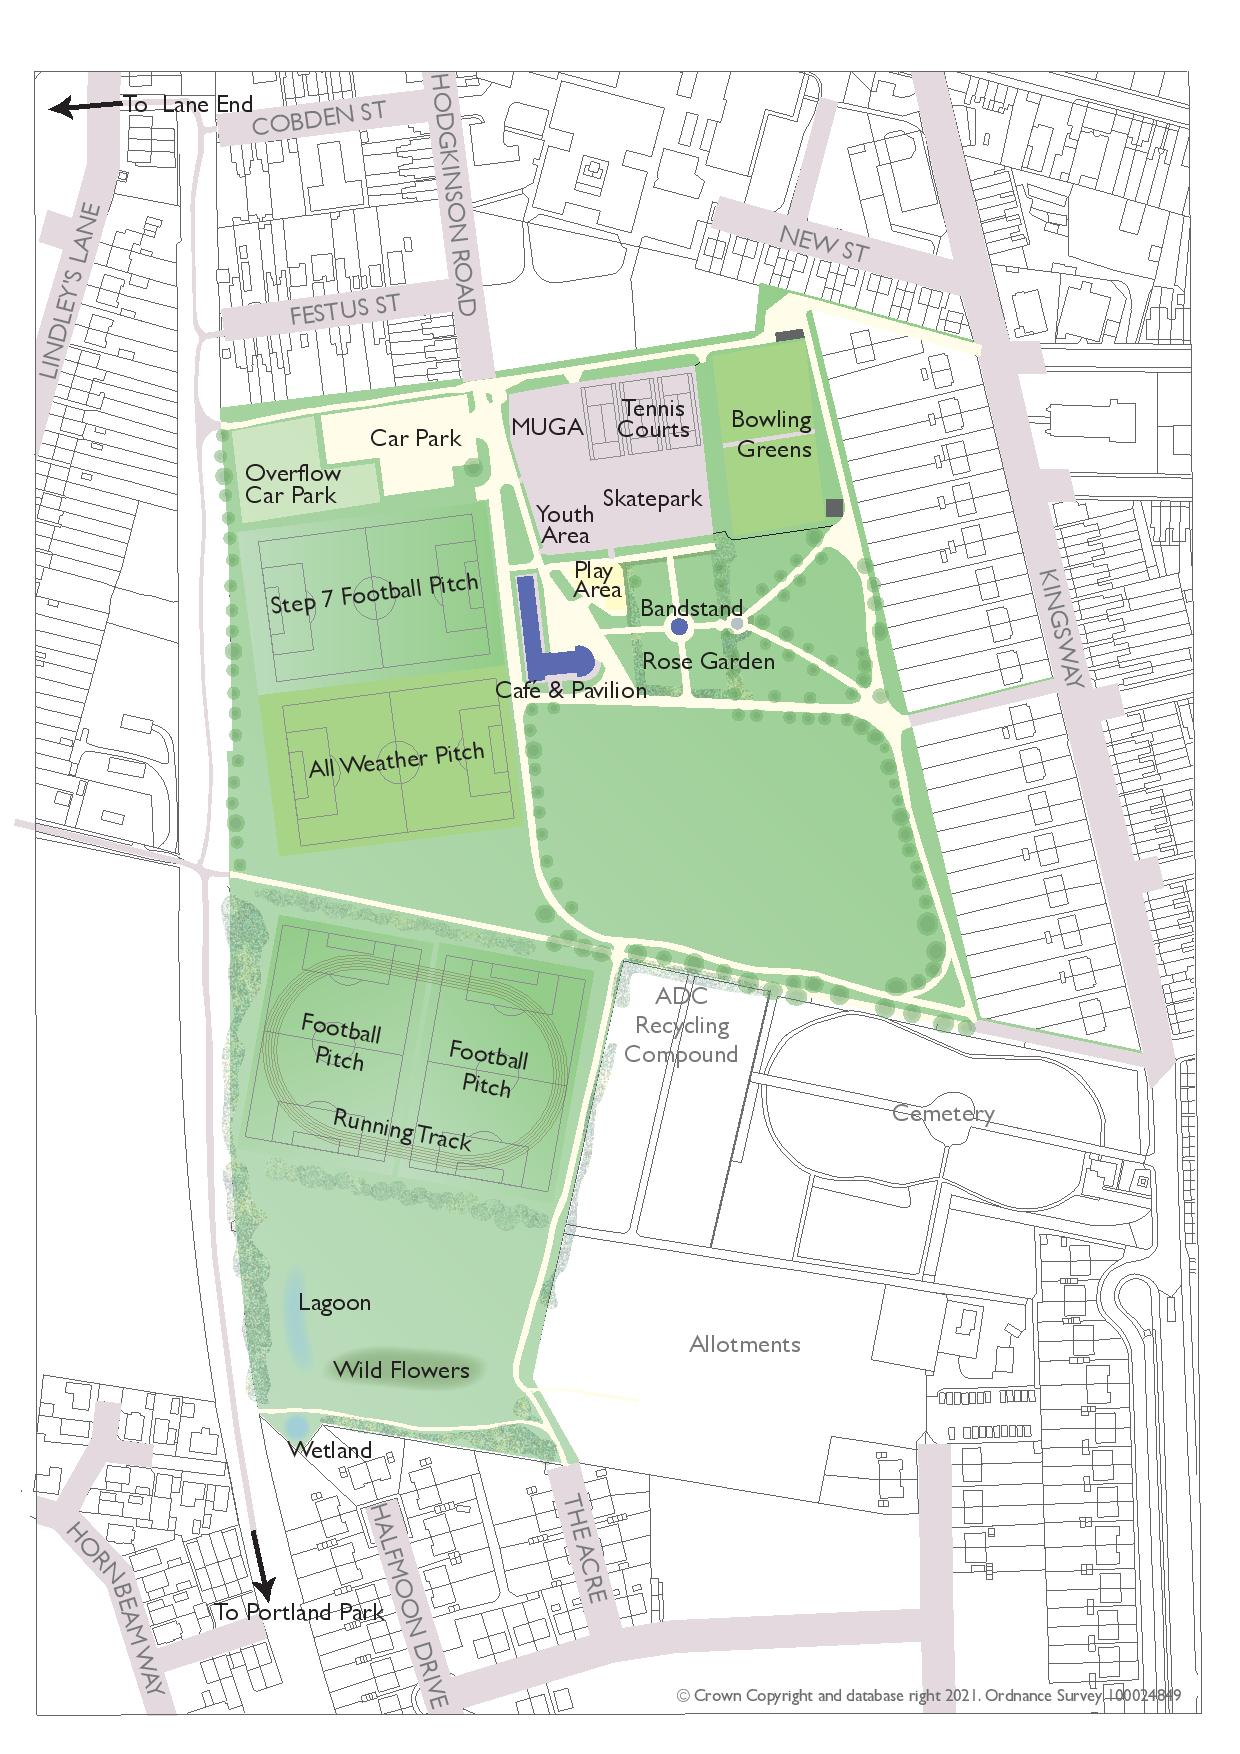 To Lane End
COBDEN ST
HODGKINSON ROAD
LINDLEY'S LANE
NEW ST
FESTUS ST
MUGA
Tennis
Courts
Bowling
Greens
Car Park
Overflow
Car Park
Skatepark
Youth
Area
Play
Area
Step 7 Football Pitch
Bandstand
KINGSWAY
Rose Garden
Café & Pavilion
All Weather Pitch
ADC
Recycling
Compound
Football
Pitch
Football
Pitch
Running Track
Cemetery
Lagoon
Allotments
Wild Flowers
Wetland
HORNBEAM WAY
HALFMOON DRIVE
THE ACRE
To Portland Park
© Crown Copyright and database right 2021. Ordnance Survey 100024849